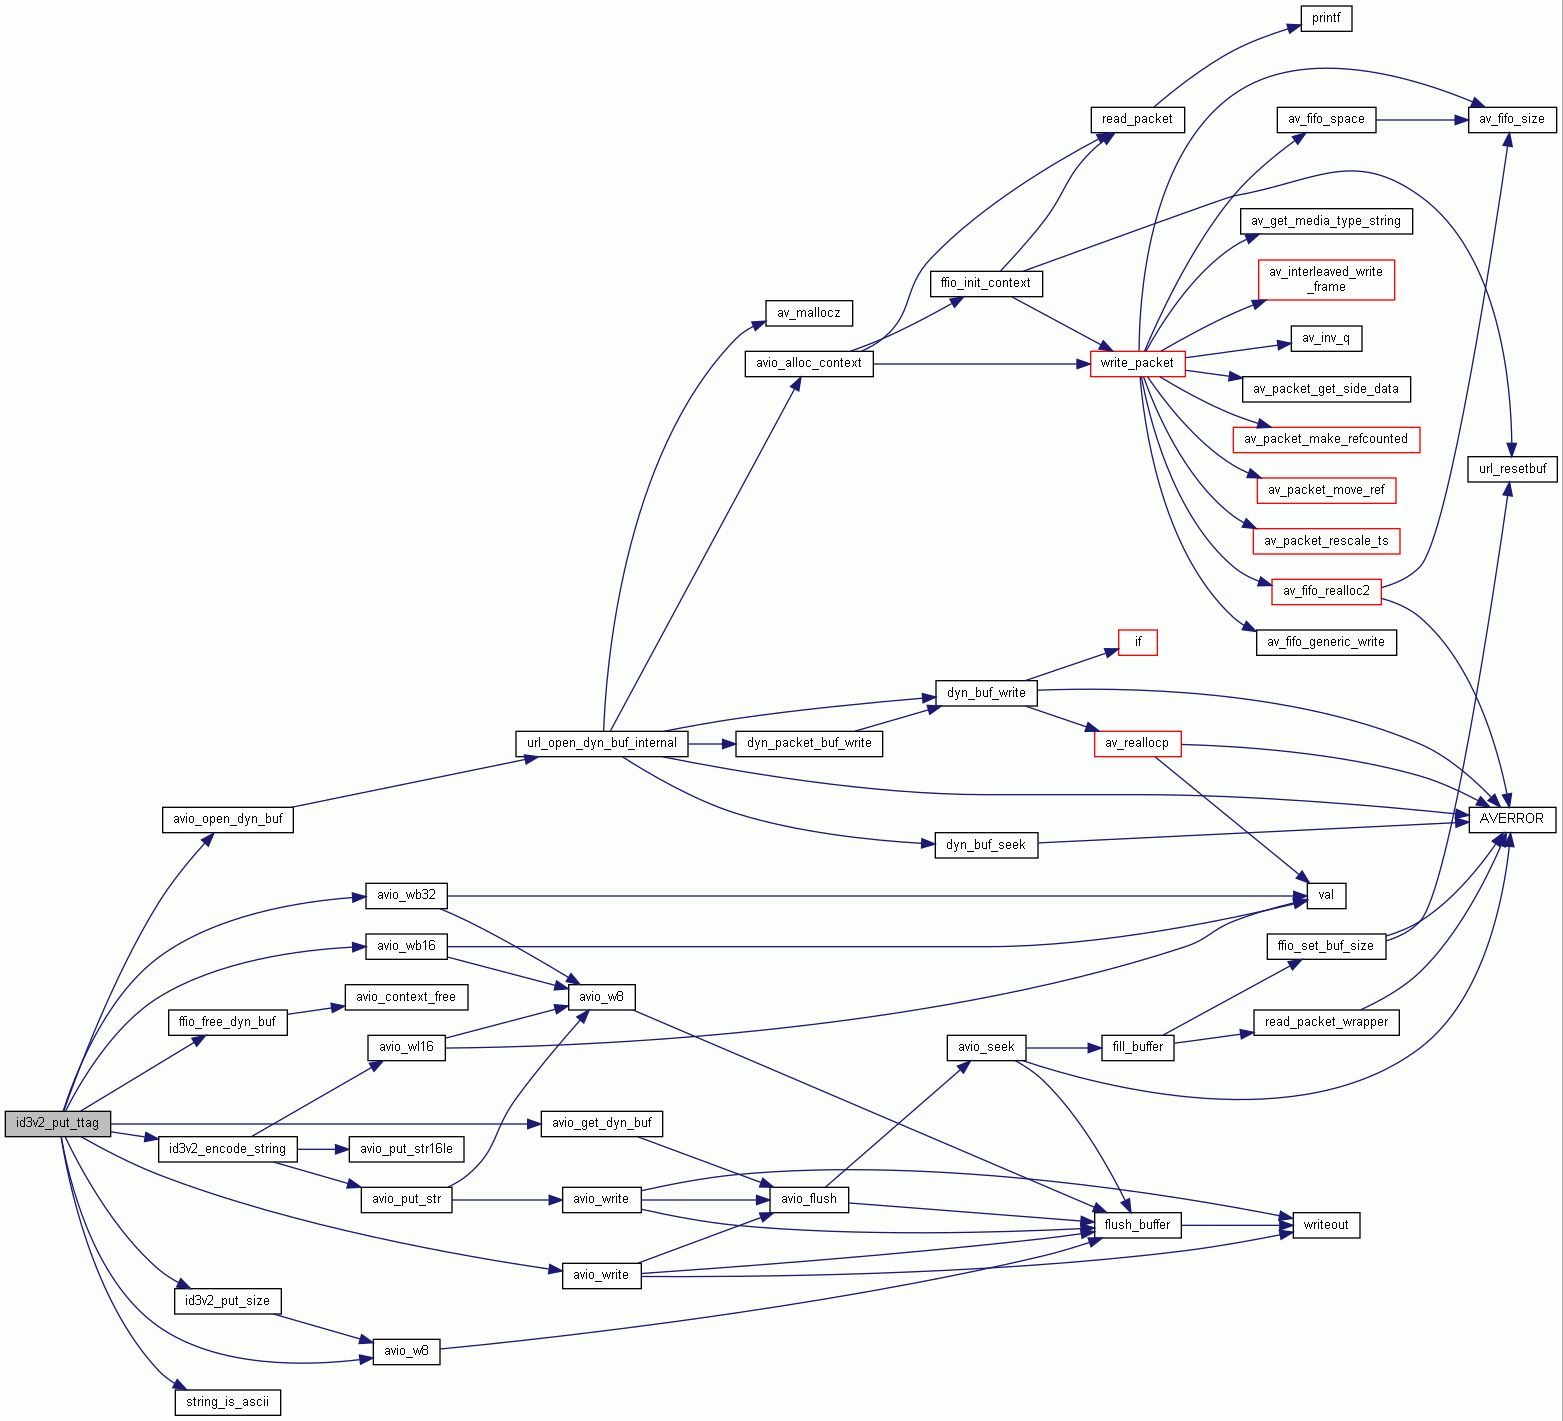 printf
read_packet
av_fifo_space
av_fifo_size
av_get_media_type_string
av_interleaved_write
_frame
ffio_init_context
av_mallocz
av_inv_q
avio_alloc_context
write_packet
av_packet_get_side_data
av_packet_make_refcounted
url_resetbuf
av_packet_move_ref
av_packet_rescale_ts
av_fifo_realloc2
if
av_fifo_generic_write
dyn_buf_write
url_open_dyn_buf_internal
dyn_packet_buf_write
av_reallocp
avio_open_dyn_buf
AVERROR
dyn_buf_seek
avio_wb32
val
avio_wb16
ffio_set_buf_size
avio_context_free
avio_w8
ffio_free_dyn_buf
read_packet_wrapper
avio_wl16
avio_seek
fill_buffer
id3v2_put_ttag
avio_get_dyn_buf
id3v2_encode_string
avio_put_str16le
avio_put_str
avio_write
avio_flush
flush_buffer
writeout
avio_write
id3v2_put_size
avio_w8
string_is_ascii